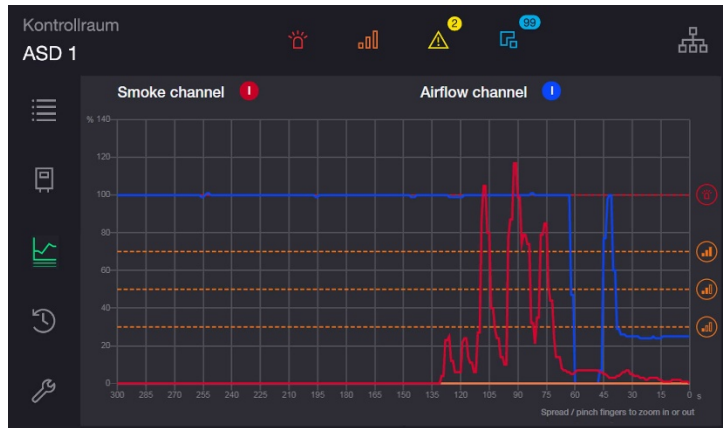 Kontrollraum
ASD 1
2
99
Smoke channel I
Airflow channel I
% 140
120
100
80
60
40
20
0
300 285 270 255 240 225 210 195 180 165 150 135 120 105 90 75 60 45 30 15 0 s
Spread / pinch fingers to zoom in or out